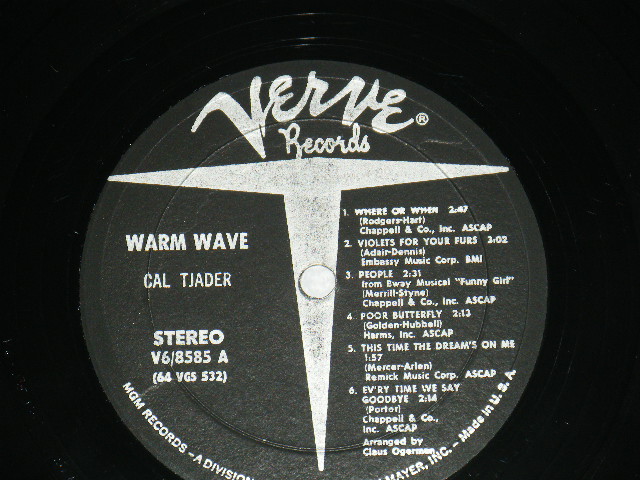 Verve®
Records
WARM WAVE
CAL TJADER
STEREO
V6/8585 A
(64 VGS 532)
1. WHERE OR WHEN 2:47
(Rodgers-Hart)
Chappell & Co., Inc. ASCAP
2. VIOLETS FOR YOUR FURS 3:02
(Adair-Dennis)
Embassy Music Corp. BMI
3. PEOPLE 2:31
from Bway Musical "Funny Girl"
(Merrill-Styne)
Chappell & Co., Inc. ASCAP
4. POOR BUTTERFLY 2:13
(Golden-Hubbell)
Harms, Inc. ASCAP
5. THIS TIME THE DREAM'S ON ME
1:57
(Mercer-Arlen)
Remick Music Corp. ASCAP
6. EV'RY TIME WE SAY
GOODBYE 2:14
(Porter)
Chappell & Co.,
Inc. ASCAP
Arranged by
Claus Ogerman
MGM RECORDS—A DIVISION MAYER, INC.—Made in U.S.A.